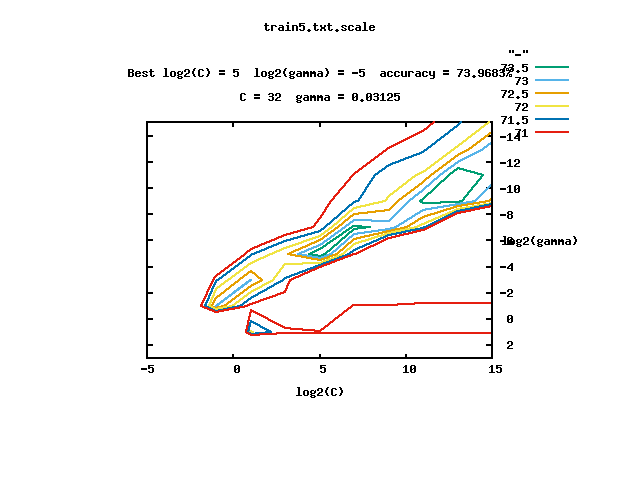 train5.txt.scale
"-"
Best log2(C) = 5 log2(gamma) = -5 accuracy = 73.9683%
73.5
C = 32 gamma = 0.03125
73
72.5
72
71.5
71
-14
-12
-10
-8
-6
log2(gamma)
-4
-2
0
2
-5 0 5 10 15
log2(C)